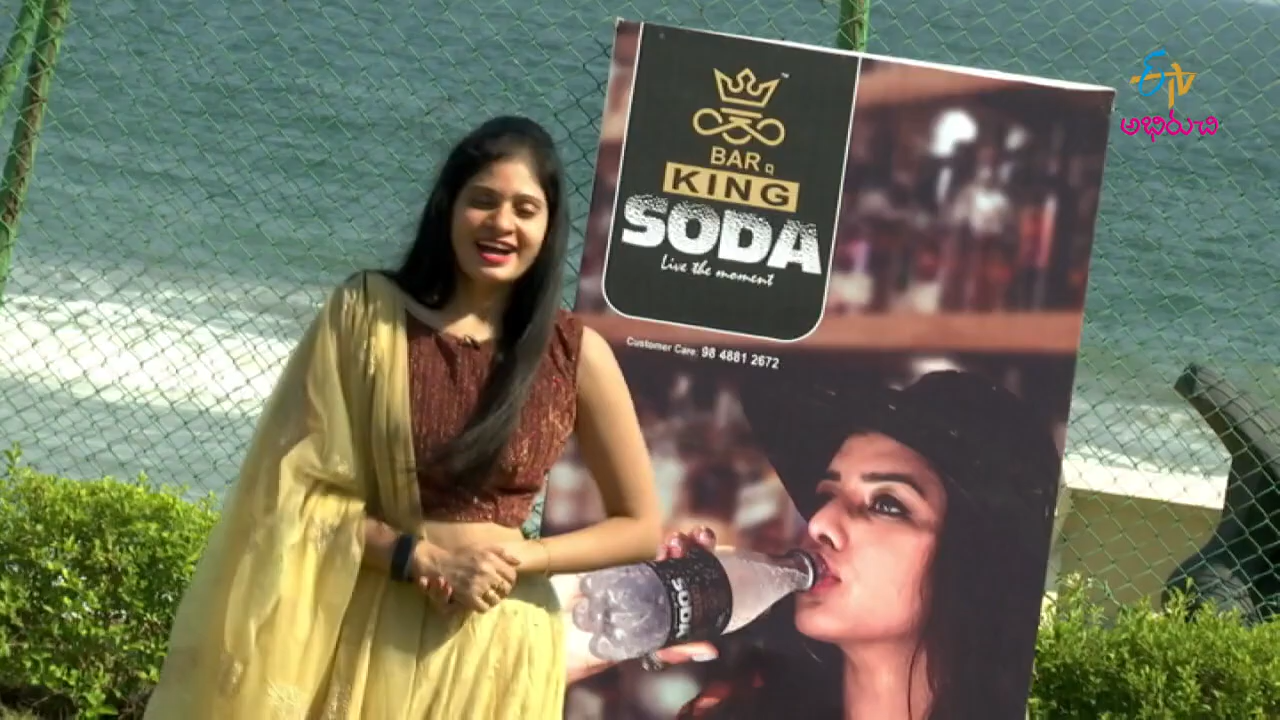 BAR
KING
SODA
Live the moment
Customer Care: 98 4881 2672
SODA
ETV
అభిరుచి